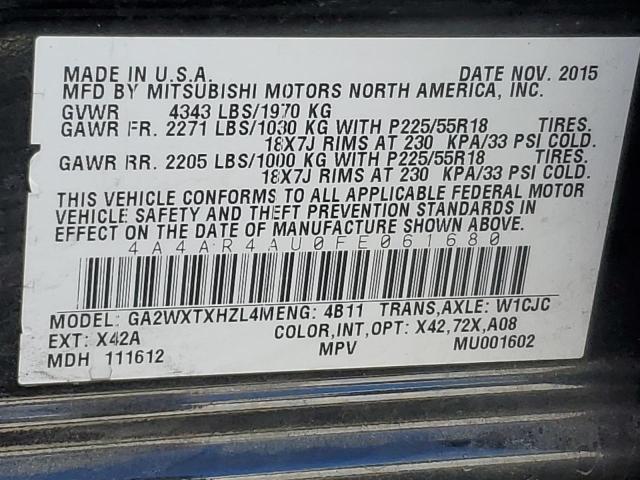 MADE IN U.S.A. DATE NOV. 2015
MFD BY MITSUBISHI MOTORS NORTH AMERICA, INC.
GVWR 4343 LBS/1970 KG
GAWR FR. 2271 LBS/1030 KG WITH P225/55R18 TIRES.
18X7J RIMS AT 230 KPA/33 PSI COLD.
GAWR RR. 2205 LBS/1000 KG WITH P225/55R18 TIRES.
18X7J RIMS AT 230 KPA/33 PSI COLD.
THIS VEHICLE CONFORMS TO ALL APPLICABLE FEDERAL MOTOR
VEHICLE SAFETY AND THEFT PREVENTION STANDARDS IN
EFFECT ON THE DATE OF MANUFACTURE SHOWN ABOVE.
4A4AR4AU0FE061680
MODEL: GA2WXTXHZL4MENG: 4B11 TRANS,AXLE: W1CJC
EXT: X42A COLOR,INT,OPT: X42,72X,A08
MDH 111612 MPV MU001602